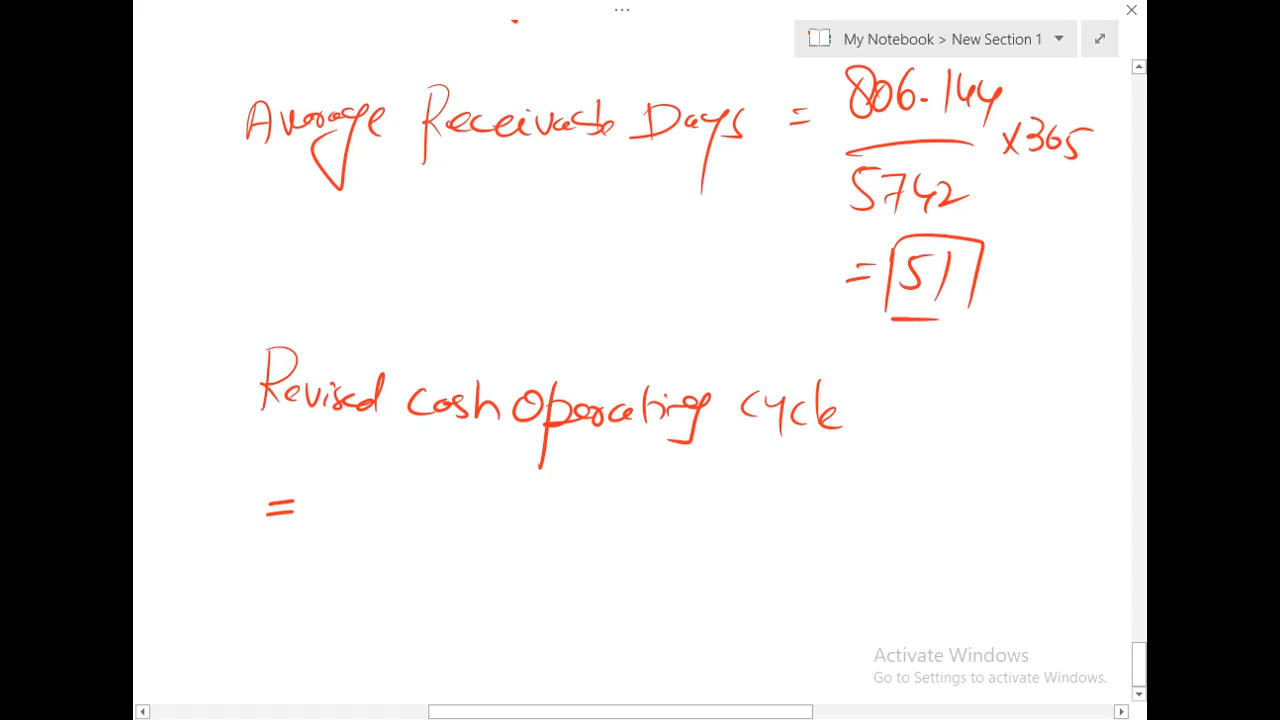 ...
My Notebook > New Section 1
Average Receivable Days = 806.144 / 5742 x365
= 51
Revised cash operating cycle
=
Activate Windows
Go to Settings to activate Windows.